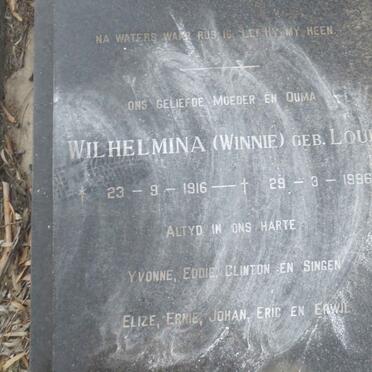 NA WATERS WAAR RUS IS LEI HY MY HEEN.
ONS GELIEFDE MOEDER EN OUMA
WILHELMINA (WINNIE) GEB. LOU
* 23 - 9 - 1916 — † 29 - 3 - 1996
ALTYD IN ONS HARTE
YVONNE, EDDIE, CLINTON EN SINGEN
ELIZE, ERNIE, JOHAN, ERIC EN ERWIE